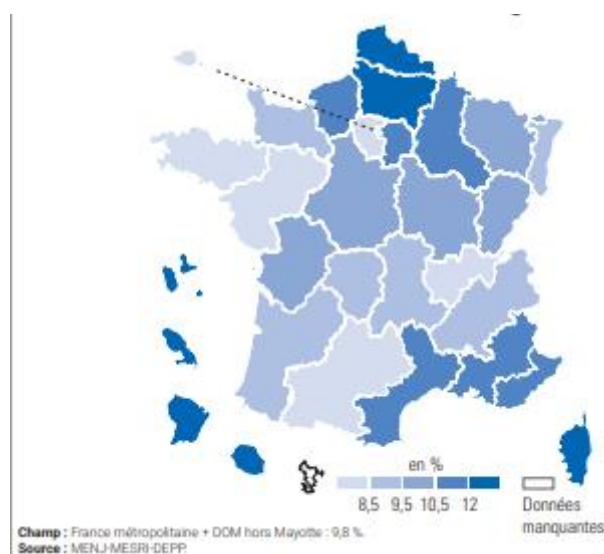 en %
8,5 9,5 10,5 12
Données
manquantes
Champ : France métropolitaine + DOM hors Mayotte : 9,8 %.
Source : MENJ-MESRI-DEPP.